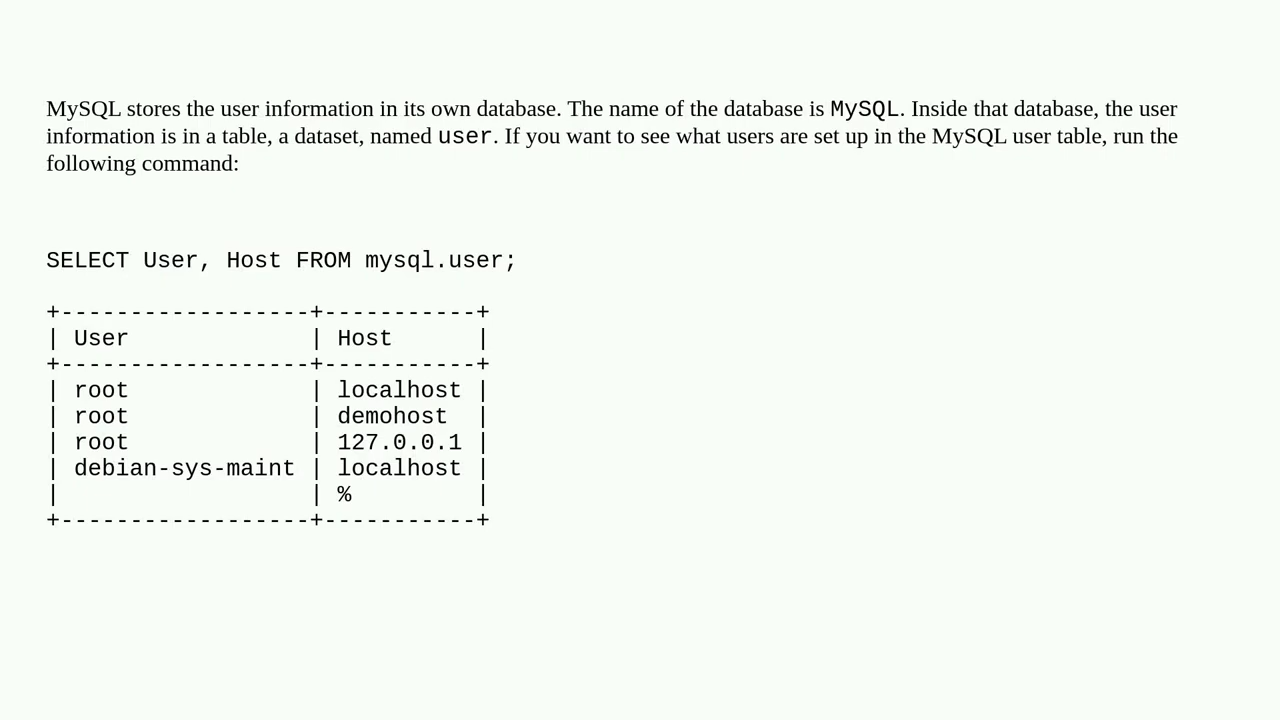 MySQL stores the user information in its own database. The name of the database is MySQL. Inside that database, the user
information is in a table, a dataset, named user. If you want to see what users are set up in the MySQL user table, run the
following command:
SELECT User, Host FROM mysql.user;
+------------------+-----------+
| User             | Host      |
+------------------+-----------+
| root             | localhost |
| root             | demohost  |
| root             | 127.0.0.1 |
| debian-sys-maint | localhost |
|                  | %         |
+------------------+-----------+